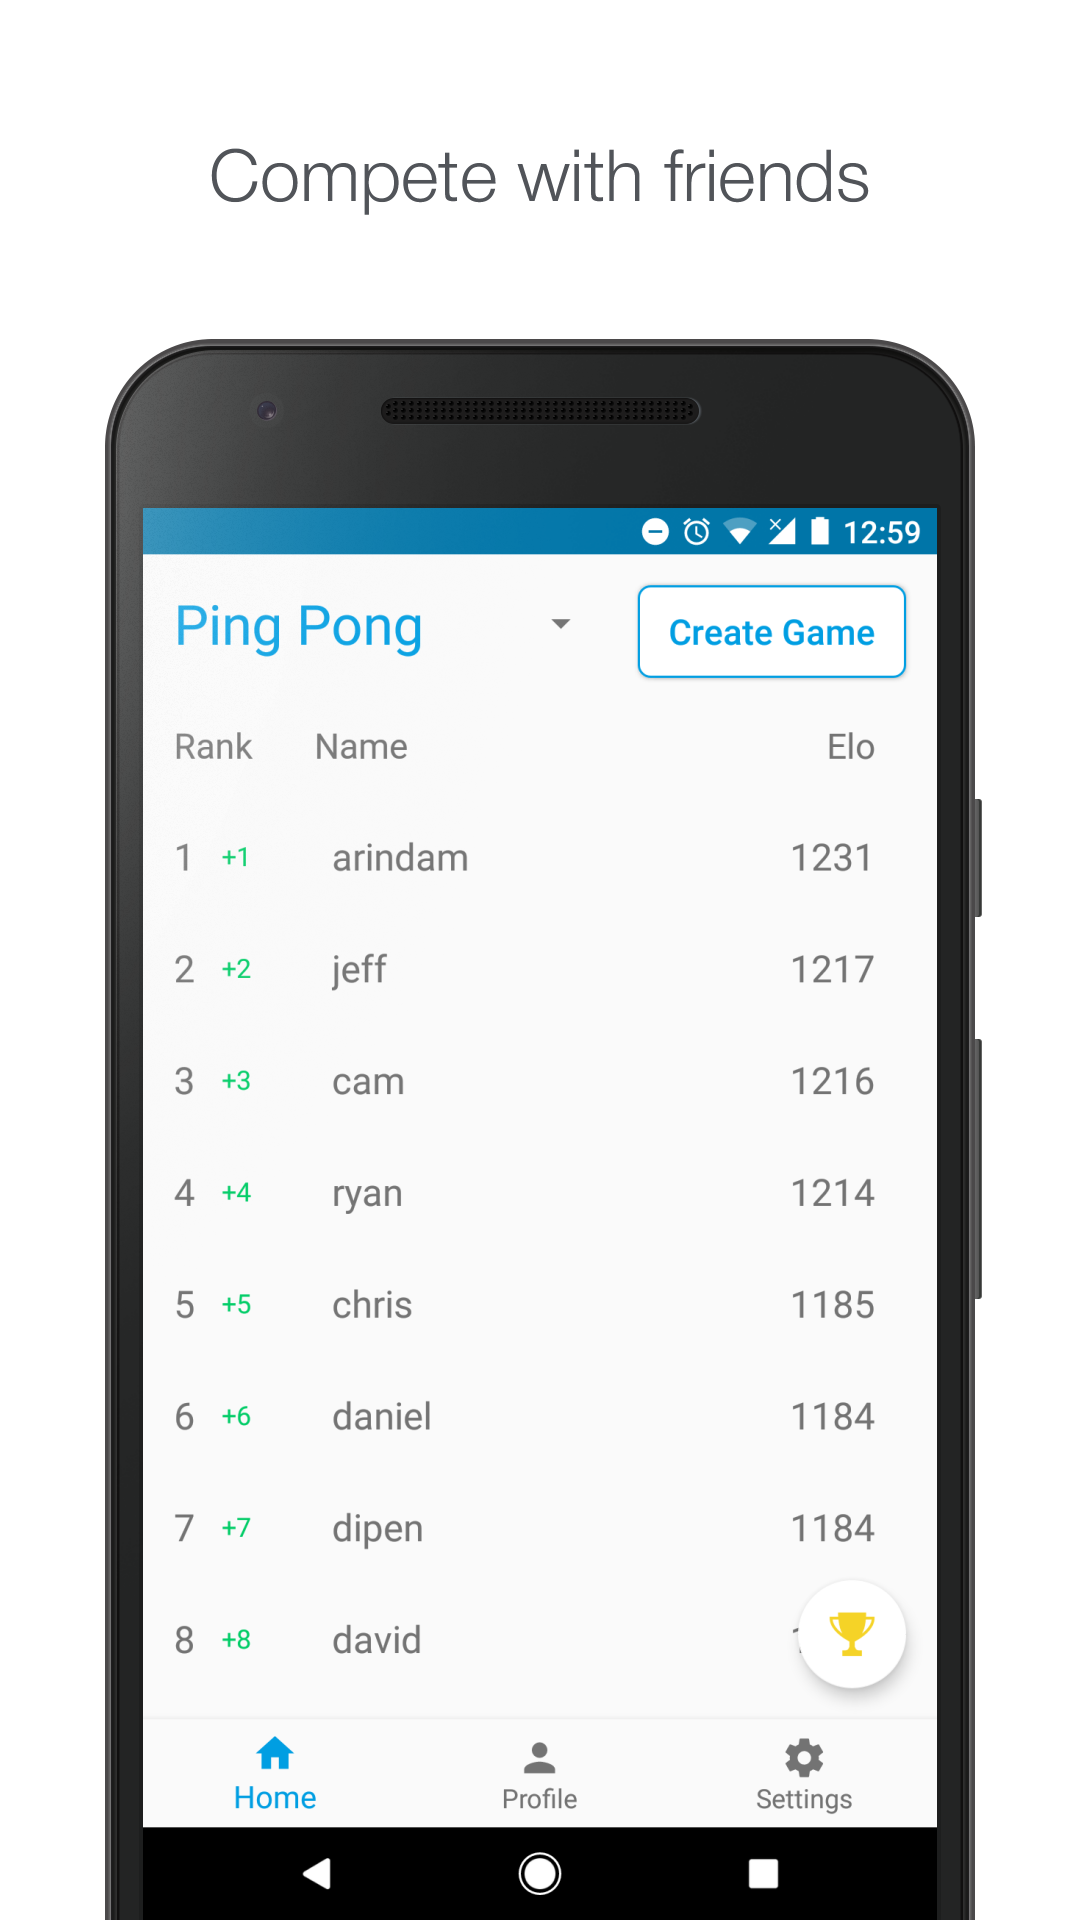 Compete with friends
12:59
Ping Pong
Create Game
Rank Name Elo
1 +1 arindam 1231
2 +2 jeff 1217
3 +3 cam 1216
4 +4 ryan 1214
5 +5 chris 1185
6 +6 daniel 1184
7 +7 dipen 1184
8 +8 david
Home Profile Settings